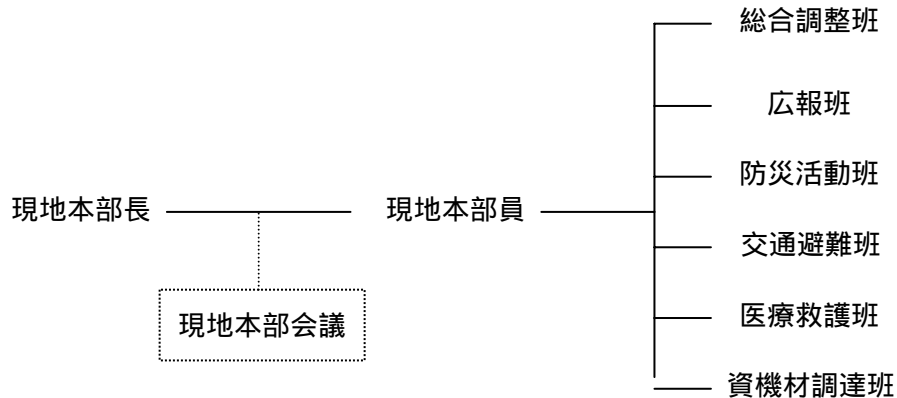 総合調整班
広報班
防災活動班
現地本部長
現地本部員
交通避難班
現地本部会議
医療救護班
資機材調達班